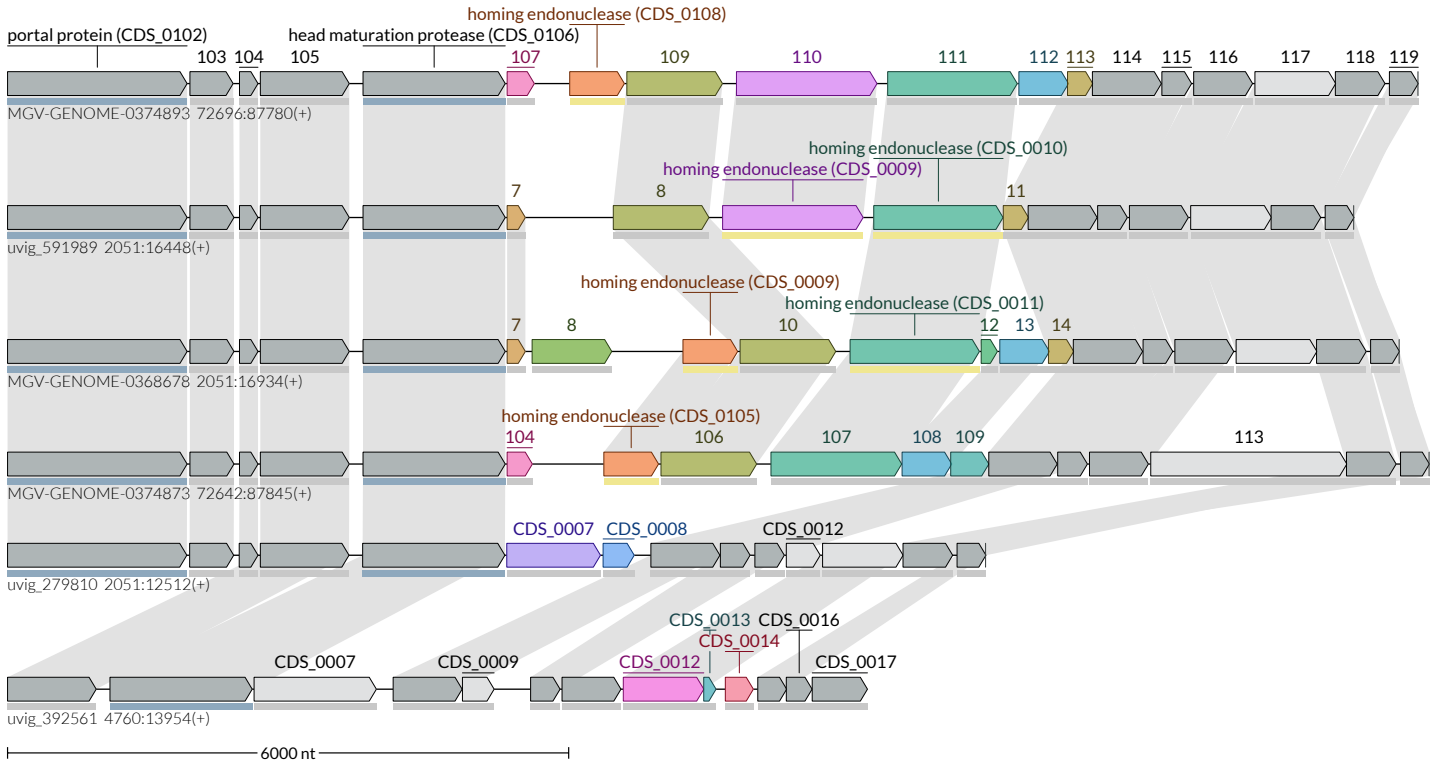 homing endonuclease (CDS_0108)
portal protein (CDS_0102) head maturation protease (CDS_0106)
103 104 105 107 109 110 111 112 113 114 115 116 117 118 119
MGV-GENOME-0374893 72696:87780(+)
homing endonuclease (CDS_0010)
homing endonuclease (CDS_0009)
7 8 11
uvig_591989 2051:16448(+)
homing endonuclease (CDS_0009)
homing endonuclease (CDS_0011)
7 8 10 12 13 14
MGV-GENOME-0368678 2051:16934(+)
homing endonuclease (CDS_0105)
104 106 107 108 109 113
MGV-GENOME-0374873 72642:87845(+)
CDS_0007 CDS_0008 CDS_0012
uvig_279810 2051:12512(+)
CDS_0013 CDS_0016
CDS_0014
CDS_0007 CDS_0009 CDS_0012 CDS_0017
uvig_392561 4760:13954(+)
6000 nt